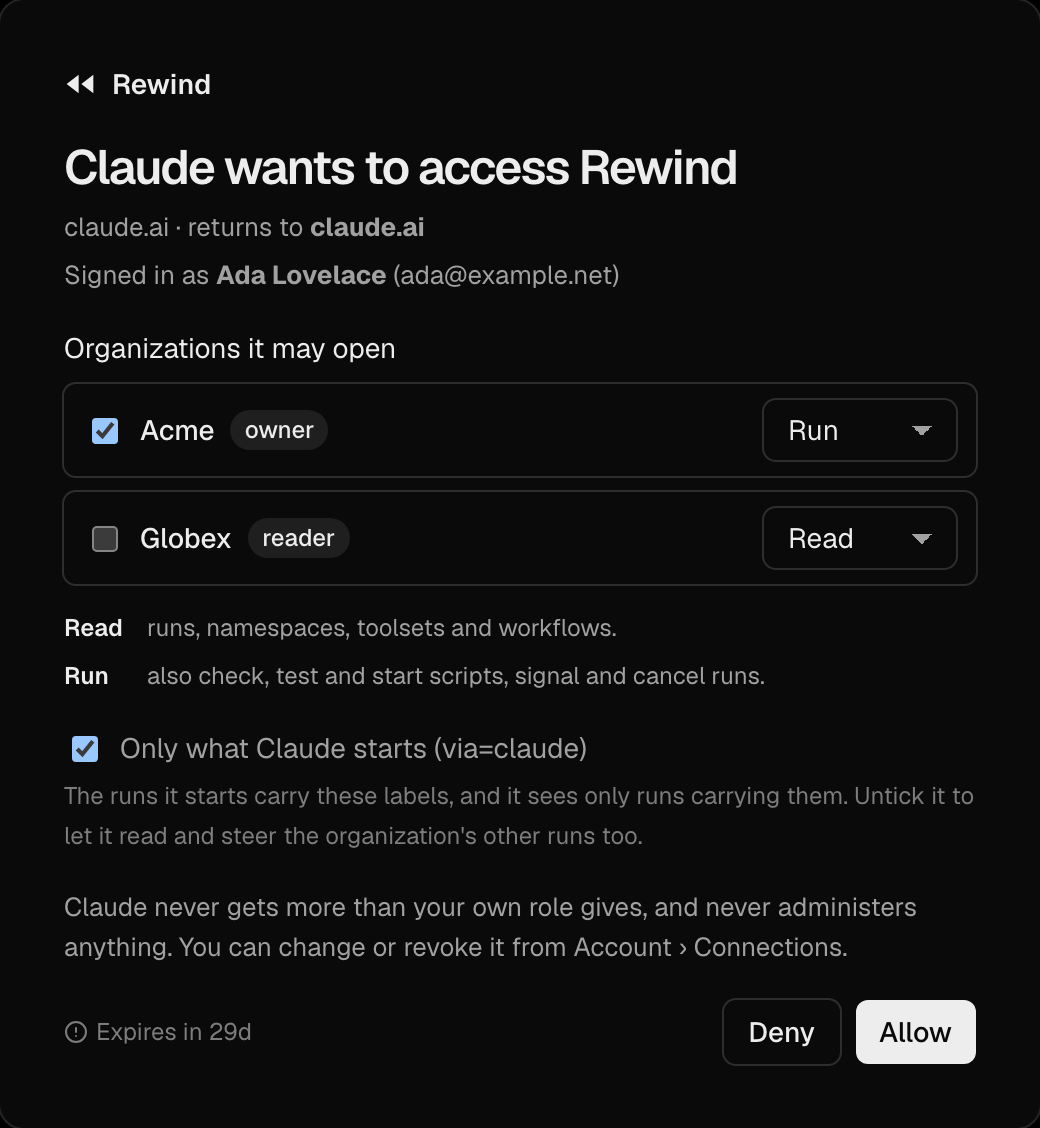 Rewind
Claude wants to access Rewind
claude.ai · returns to claude.ai
Signed in as Ada Lovelace (ada@example.net)
Organizations it may open
Acme owner Run
Globex reader Read
Read runs, namespaces, toolsets and workflows.
Run also check, test and start scripts, signal and cancel runs.
Only what Claude starts (via=claude)
The runs it starts carry these labels, and it sees only runs carrying them. Untick it to
let it read and steer the organization's other runs too.
Claude never gets more than your own role gives, and never administers
anything. You can change or revoke it from Account › Connections.
Expires in 29d Deny Allow